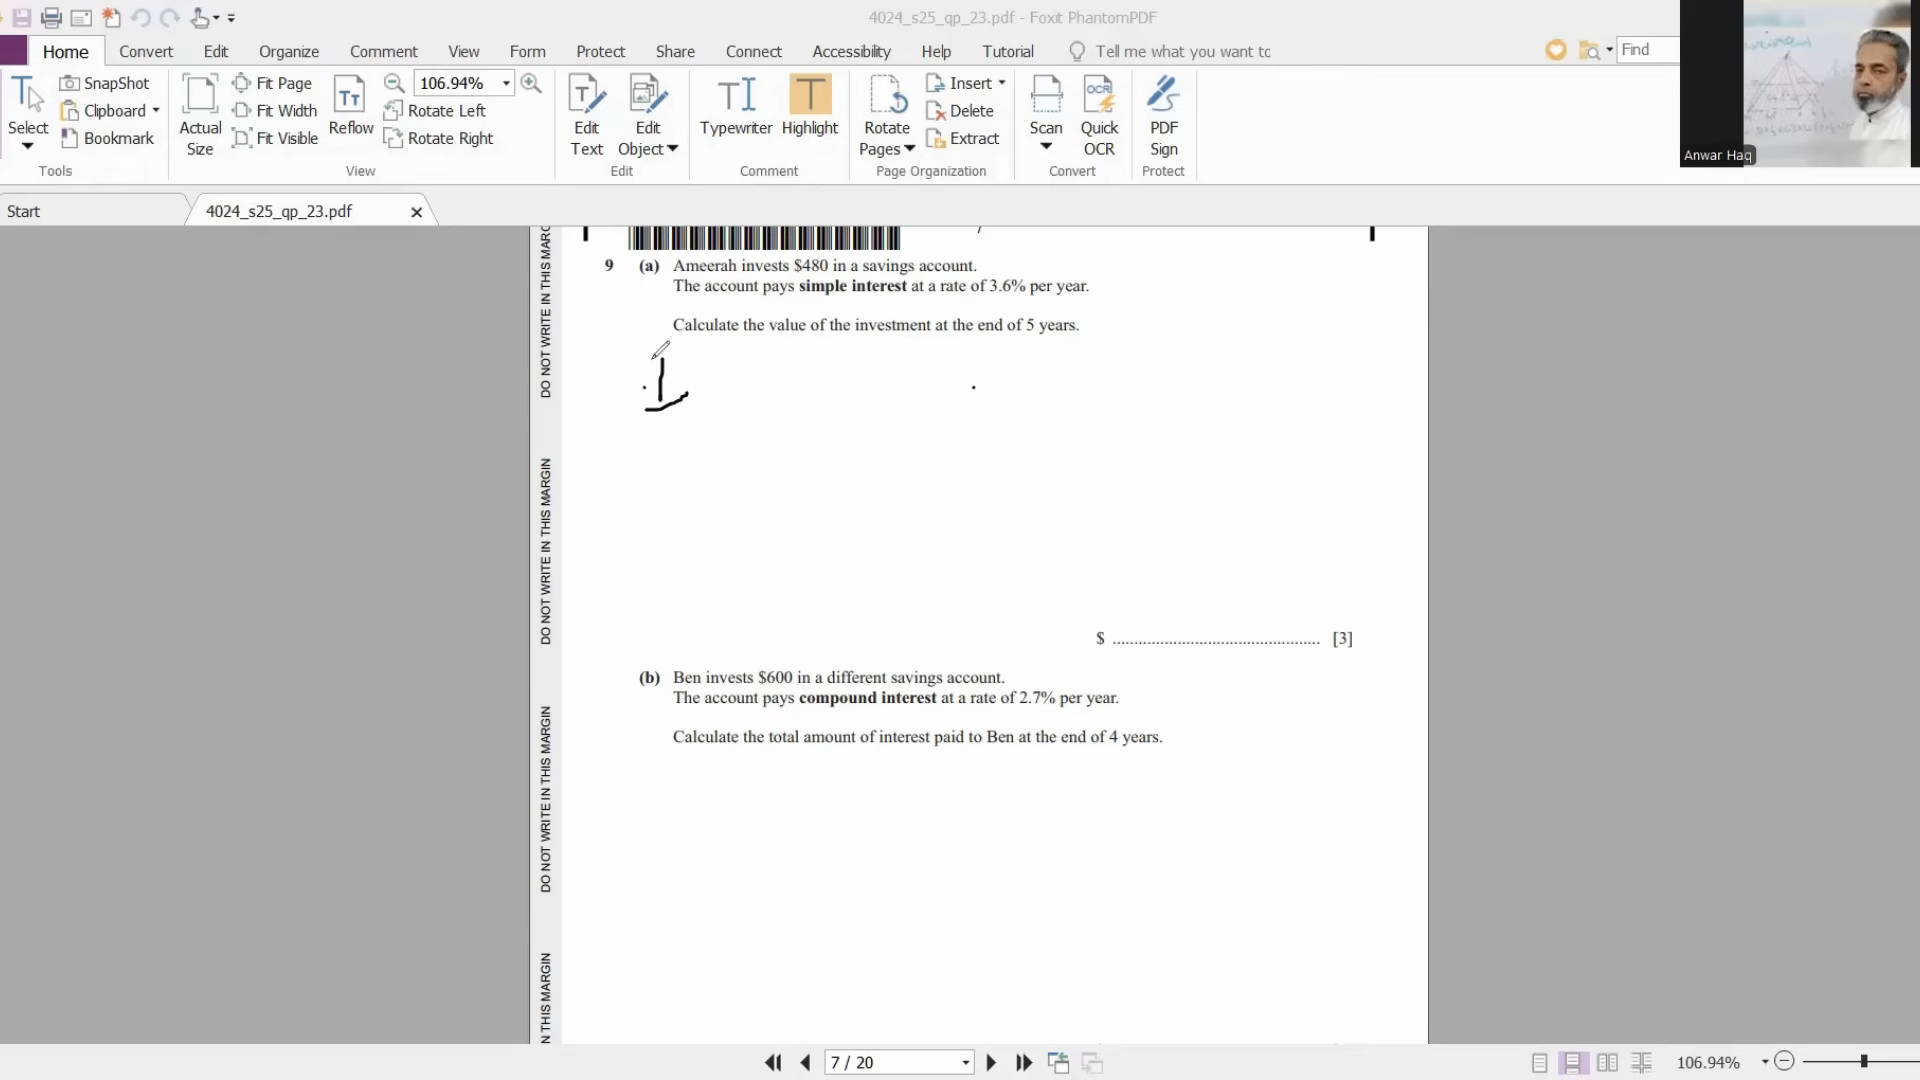 4024_s25_qp_23.pdf - Foxit PhantomPDF
Home Convert Edit Organize Comment View Form Protect Share Connect Accessibility Help Tutorial Tell me what you want to Find
Select
Tools
SnapShot
Clipboard
Bookmark
Actual Size
Fit Page
Fit Width
Fit Visible
Reflow
106.94%
Rotate Left
Rotate Right
View
Edit Text
Edit Object
Edit
Typewriter
Highlight
Comment
Rotate Pages
Insert
Delete
Extract
Page Organization
Scan
Quick OCR
Convert
PDF Sign
Protect
Anwar Haq
Start
4024_s25_qp_23.pdf
DO NOT WRITE IN THIS MARGIN
DO NOT WRITE IN THIS MARGIN
DO NOT WRITE IN THIS MARGIN
N THIS MARGIN
9 (a) Ameerah invests $480 in a savings account.
The account pays simple interest at a rate of 3.6% per year.
Calculate the value of the investment at the end of 5 years.
$ ................................................ [3]
(b) Ben invests $600 in a different savings account.
The account pays compound interest at a rate of 2.7% per year.
Calculate the total amount of interest paid to Ben at the end of 4 years.
7 / 20
106.94%